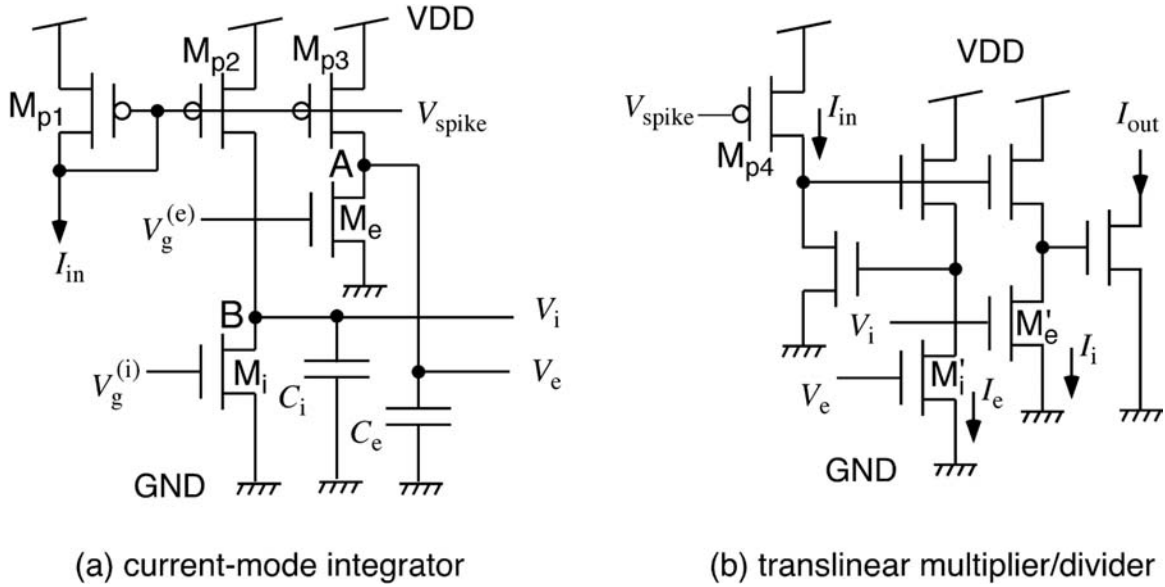 VDD
M_p1
M_p2
M_p3
V_spike
A
V_g^(e)
M_e
I_in
B
V_i
V_g^(i)
M_i
C_i
V_e
C_e
GND
(a) current-mode integrator
VDD
V_spike
I_in
I_out
M_p4
V_i
M'_e
I_i
V_e
M'_i
I_e
GND
(b) translinear multiplier/divider